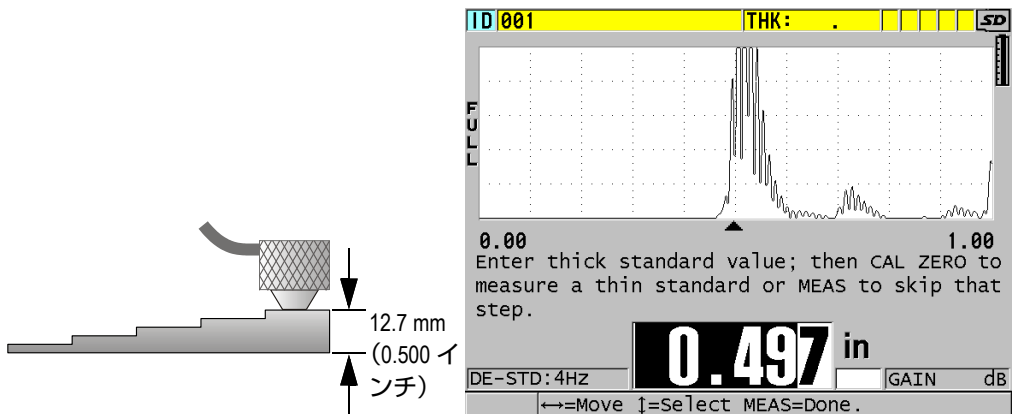 12.7 mm
(0.500 イ
ンチ)
ID 001 THK: . SD
FULL
0.00 1.00
Enter thick standard value; then CAL ZERO to
measure a thin standard or MEAS to skip that
step.
0.497 in
DE-STD:4Hz GAIN dB
↔=Move ↕=Select MEAS=Done.